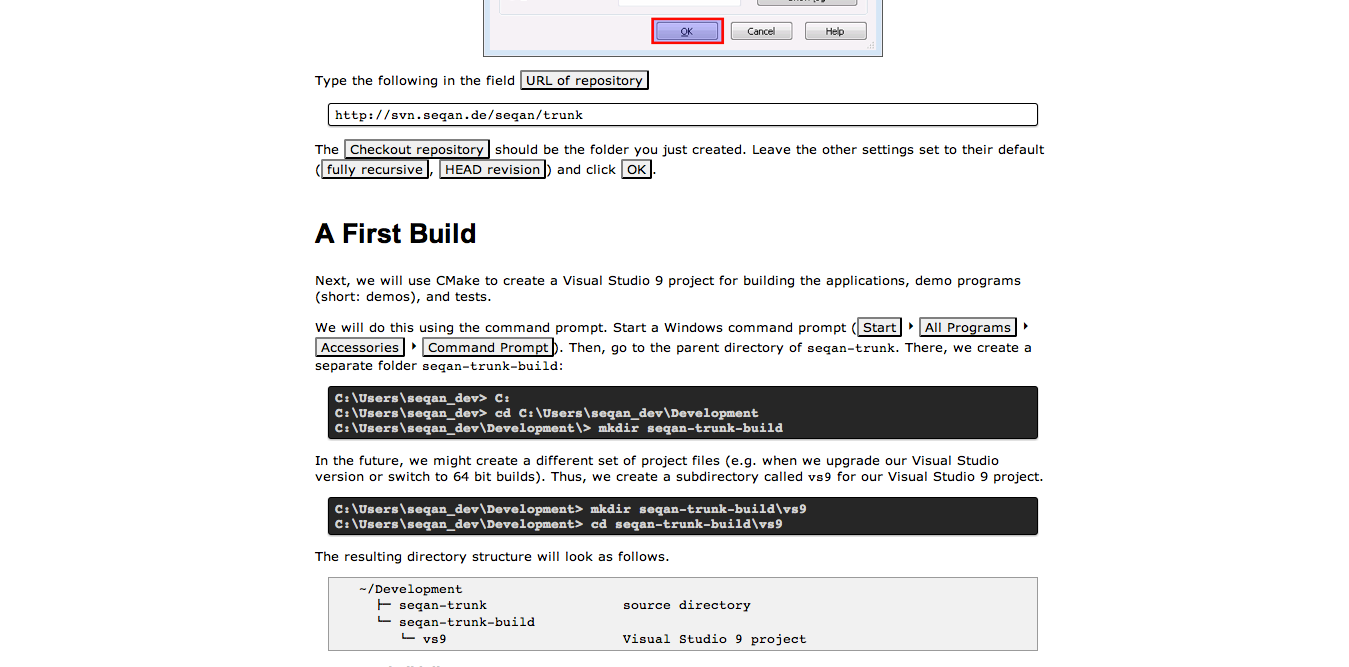 OK Cancel Help
Type the following in the field URL of repository
http://svn.seqan.de/seqan/trunk
The Checkout repository should be the folder you just created. Leave the other settings set to their default
(fully recursive, HEAD revision) and click OK.
A First Build
Next, we will use CMake to create a Visual Studio 9 project for building the applications, demo programs
(short: demos), and tests.
We will do this using the command prompt. Start a Windows command prompt (Start ‣ All Programs ‣
Accessories ‣ Command Prompt). Then, go to the parent directory of seqan-trunk. There, we create a
separate folder seqan-trunk-build:
C:\Users\seqan_dev> C:
C:\Users\seqan_dev> cd C:\Users\seqan_dev\Development
C:\Users\seqan_dev\Development\> mkdir seqan-trunk-build
In the future, we might create a different set of project files (e.g. when we upgrade our Visual Studio
version or switch to 64 bit builds). Thus, we create a subdirectory called vs9 for our Visual Studio 9 project.
C:\Users\seqan_dev\Development> mkdir seqan-trunk-build\vs9
C:\Users\seqan_dev\Development> cd seqan-trunk-build\vs9
The resulting directory structure will look as follows.
~/Development
├─ seqan-trunk source directory
└─ seqan-trunk-build
└─ vs9 Visual Studio 9 project